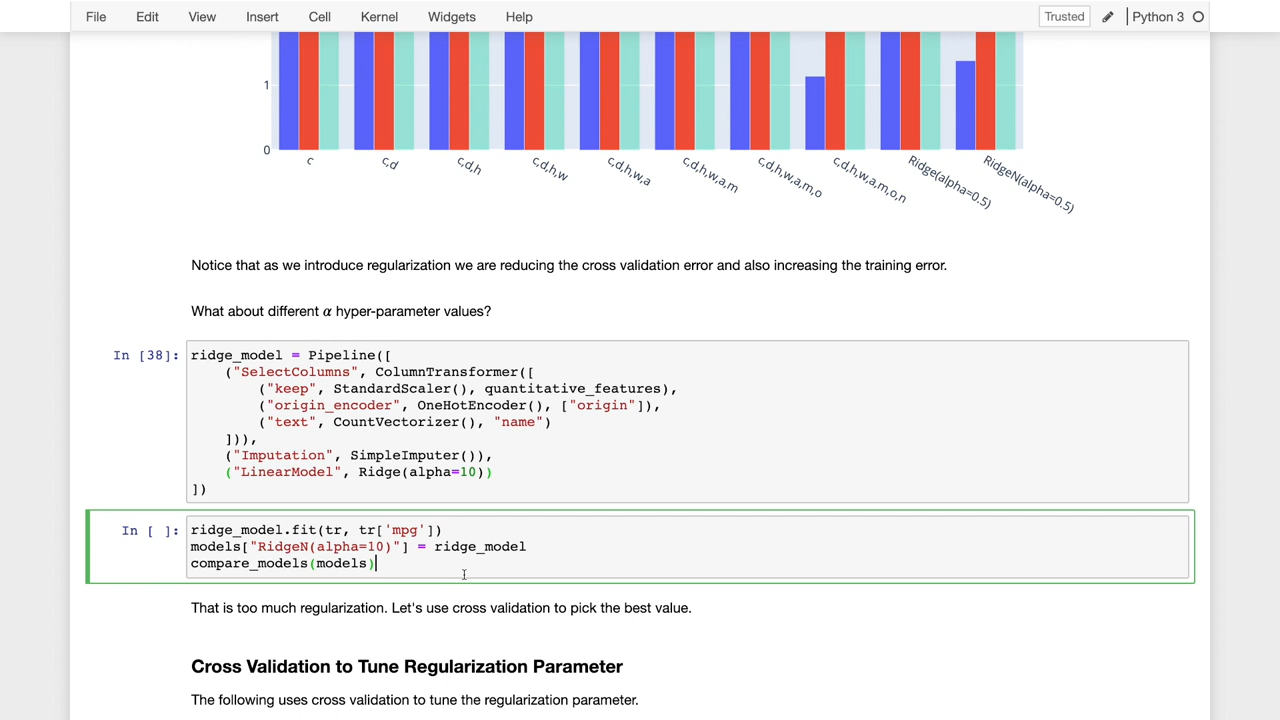 File Edit View Insert Cell Kernel Widgets Help Trusted Python 3
1
0
c c,d c,d,h c,d,h,w c,d,h,w,a c,d,h,w,a,m c,d,h,w,a,m,o c,d,h,w,a,m,o,n Ridge(alpha=0.5) RidgeN(alpha=0.5)
Notice that as we introduce regularization we are reducing the cross validation error and also increasing the training error.
What about different α hyper-parameter values?
In [38]: ridge_model = Pipeline([
("SelectColumns", ColumnTransformer([
("keep", StandardScaler(), quantitative_features),
("origin_encoder", OneHotEncoder(), ["origin"]),
("text", CountVectorizer(), "name")
])),
("Imputation", SimpleImputer()),
("LinearModel", Ridge(alpha=10))
])
In [ ]: ridge_model.fit(tr, tr['mpg'])
models["RidgeN(alpha=10)"] = ridge_model
compare_models(models)
That is too much regularization. Let's use cross validation to pick the best value.
Cross Validation to Tune Regularization Parameter
The following uses cross validation to tune the regularization parameter.